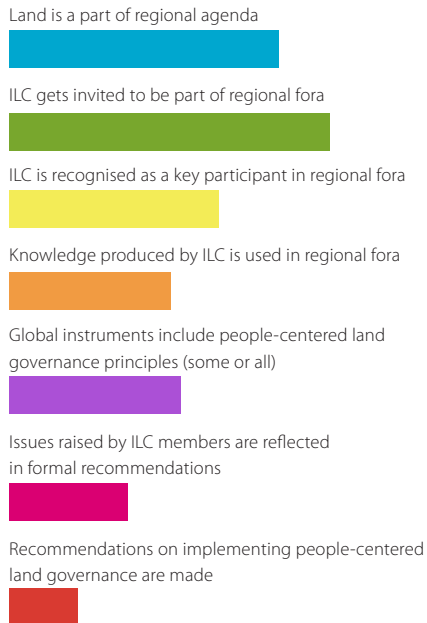 Land is a part of regional agenda
ILC gets invited to be part of regional fora
ILC is recognised as a key participant in regional fora
Knowledge produced by ILC is used in regional fora
Global instruments include people-centered land
governance principles (some or all)
Issues raised by ILC members are reflected
in formal recommendations
Recommendations on implementing people-centered
land governance are made